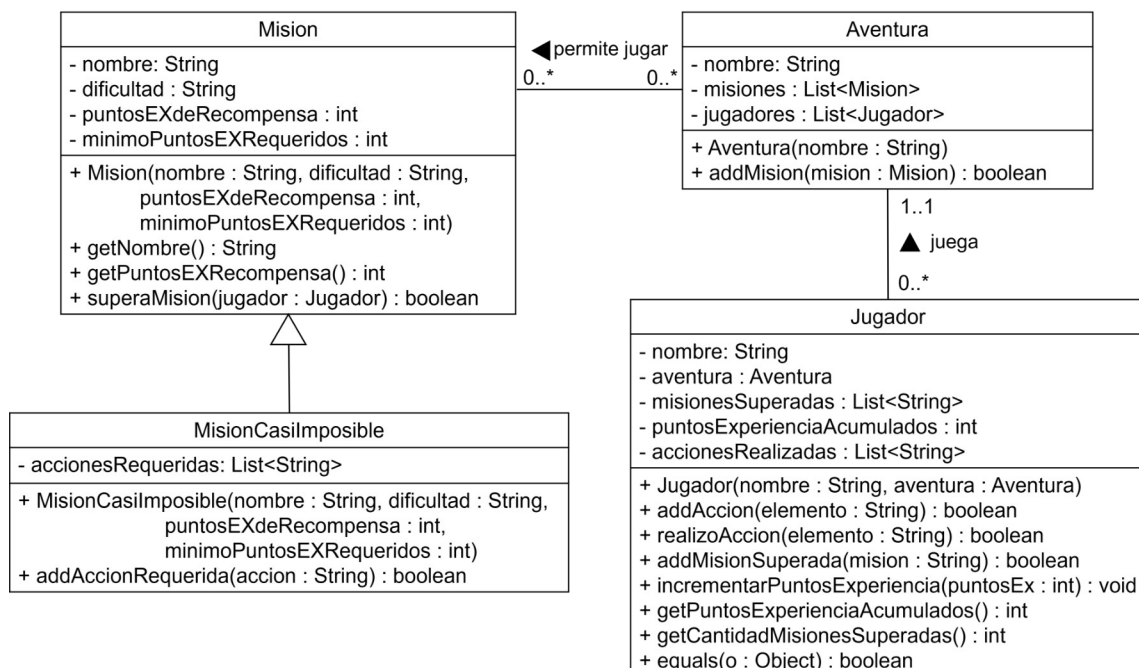 Mision
- nombre: String
- dificultad : String
- puntosEXdeRecompensa : int
- minimoPuntosEXRequeridos : int
+ Mision(nombre : String, dificultad : String,
puntosEXdeRecompensa : int,
minimoPuntosEXRequeridos : int)
+ getNombre() : String
+ getPuntosEXRecompensa() : int
+ superaMision(jugador : Jugador) : boolean
permite jugar
0..*
0..*
Aventura
- nombre: String
- misiones : List<Mision>
- jugadores : List<Jugador>
+ Aventura(nombre : String)
+ addMision(mision : Mision) : boolean
1..1
juega
0..*
MisionCasiImposible
- accionesRequeridas: List<String>
+ MisionCasiImposible(nombre : String, dificultad : String,
puntosEXdeRecompensa : int,
minimoPuntosEXRequeridos : int)
+ addAccionRequerida(accion : String) : boolean
Jugador
- nombre: String
- aventura : Aventura
- misionesSuperadas : List<String>
- puntosExperienciaAcumulados : int
- accionesRealizadas : List<String>
+ Jugador(nombre : String, aventura : Aventura)
+ addAccion(elemento : String) : boolean
+ realizoAccion(elemento : String) : boolean
+ addMisionSuperada(mision : String) : boolean
+ incrementarPuntosExperiencia(puntosEx : int) : void
+ getPuntosExperienciaAcumulados() : int
+ getCantidadMisionesSuperadas() : int
+ equals(o : Object) : boolean